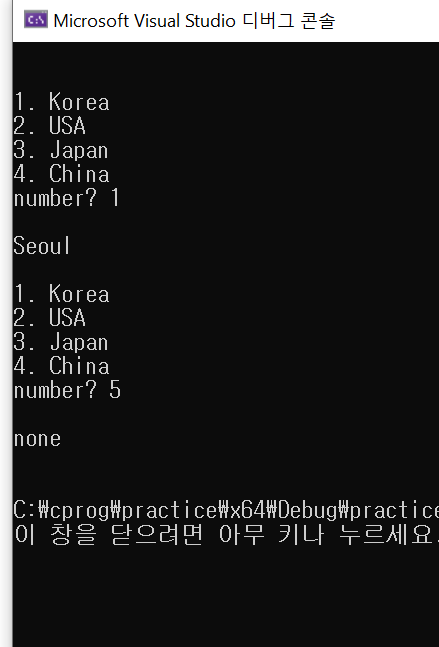 C:\ Microsoft Visual Studio 디버그 콘솔
1. Korea
2. USA
3. Japan
4. China
number? 1
Seoul
1. Korea
2. USA
3. Japan
4. China
number? 5
none
C:₩cprog₩practice₩x64₩Debug₩practice
이 창을 닫으려면 아무 키나 누르세요.